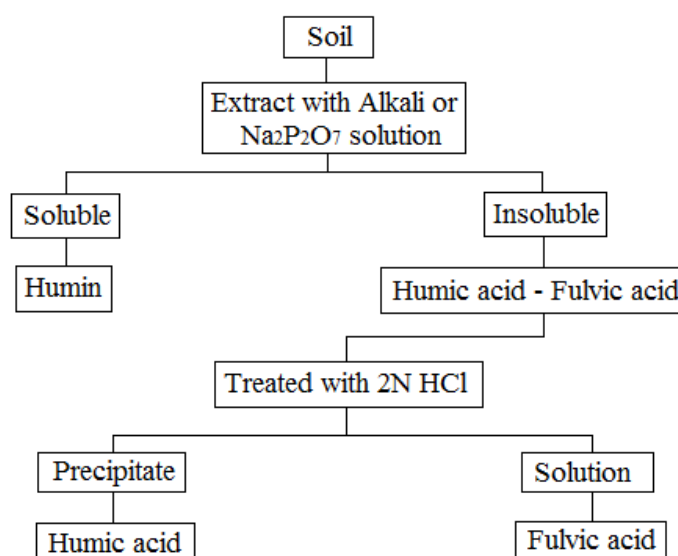 Soil
Extract with Alkali or
Na2P2O7 solution
Soluble
Insoluble
Humin
Humic acid - Fulvic acid
Treated with 2N HCl
Precipitate
Solution
Humic acid
Fulvic acid